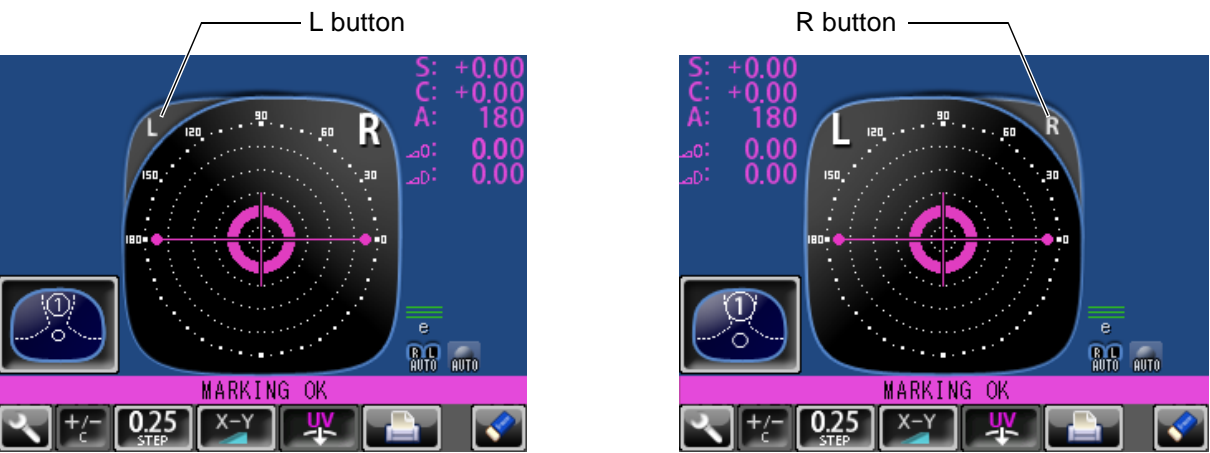 L button
R button
S: +0.00
C: +0.00
A: 180
⊿O: 0.00
⊿D: 0.00
L
R
90
120
60
150
30
180
0
1
e
R L
AUTO
AUTO
MARKING OK
+/-
C
0.25
STEP
X-Y
UV
S: +0.00
C: +0.00
A: 180
⊿O: 0.00
⊿D: 0.00
L
R
90
120
60
150
30
180
0
1
e
R L
AUTO
AUTO
MARKING OK
+/-
C
0.25
STEP
X-Y
UV